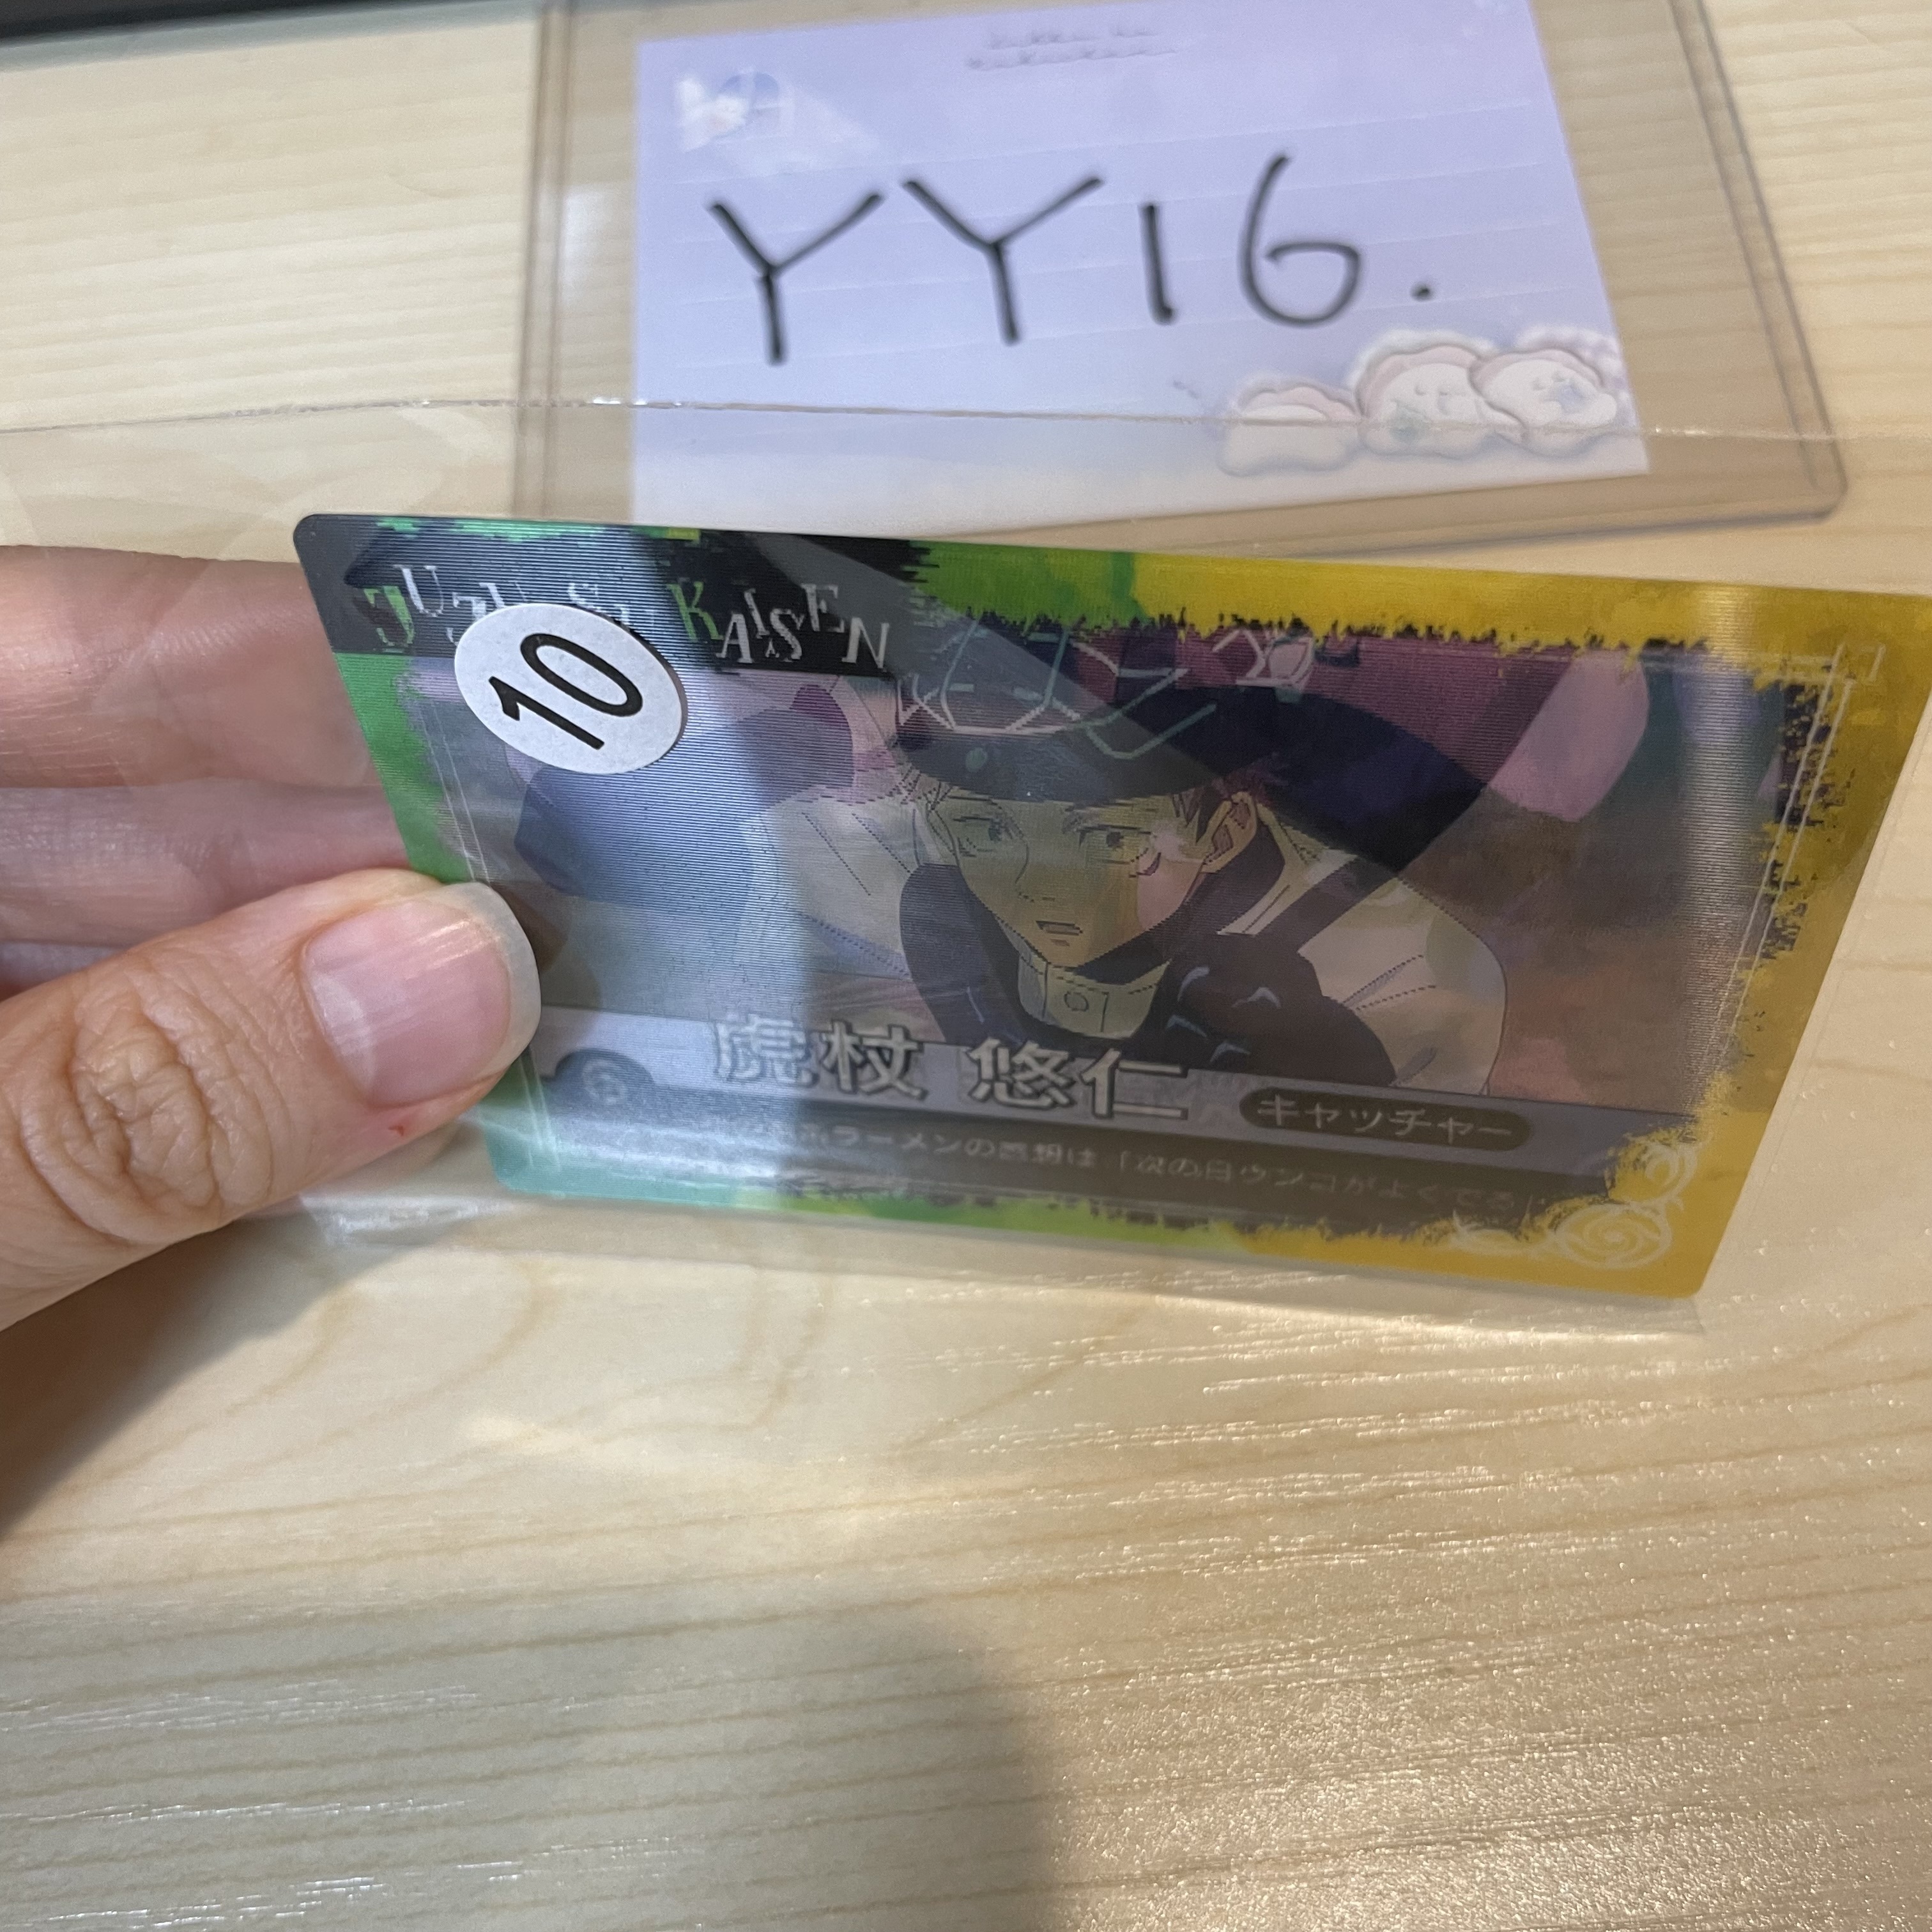 YY16.
JUJUTSU KAISEN
10
虎杖 悠仁
キャッチャー
ラーメンの感想は「次の日ウンコがよくでる」